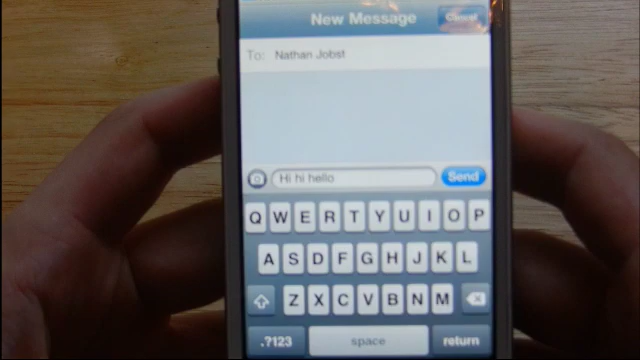 New Message Cancel
To: Nathan Jobst
Hi hi hello Send
Q W E R T Y U I O P
A S D F G H J K L
Z X C V B N M
.?123 space return